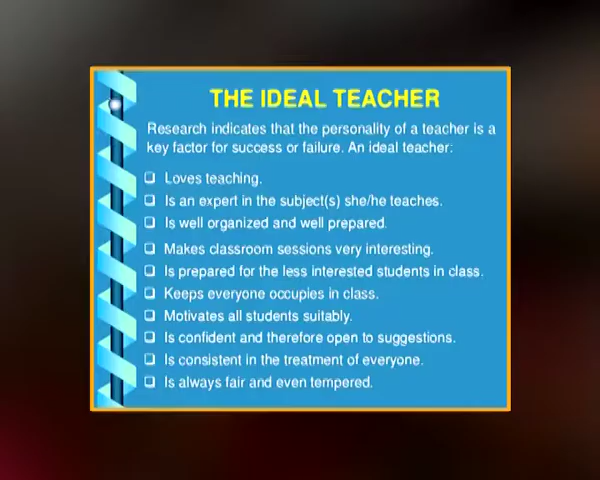 THE IDEAL TEACHER
Research indicates that the personality of a teacher is a
key factor for success or failure. An ideal teacher:
Loves teaching.
Is an expert in the subject(s) she/he teaches.
Is well organized and well prepared.
Makes classroom sessions very interesting.
Is prepared for the less interested students in class.
Keeps everyone occupies in class.
Motivates all students suitably.
Is confident and therefore open to suggestions.
Is consistent in the treatment of everyone.
Is always fair and even tempered.